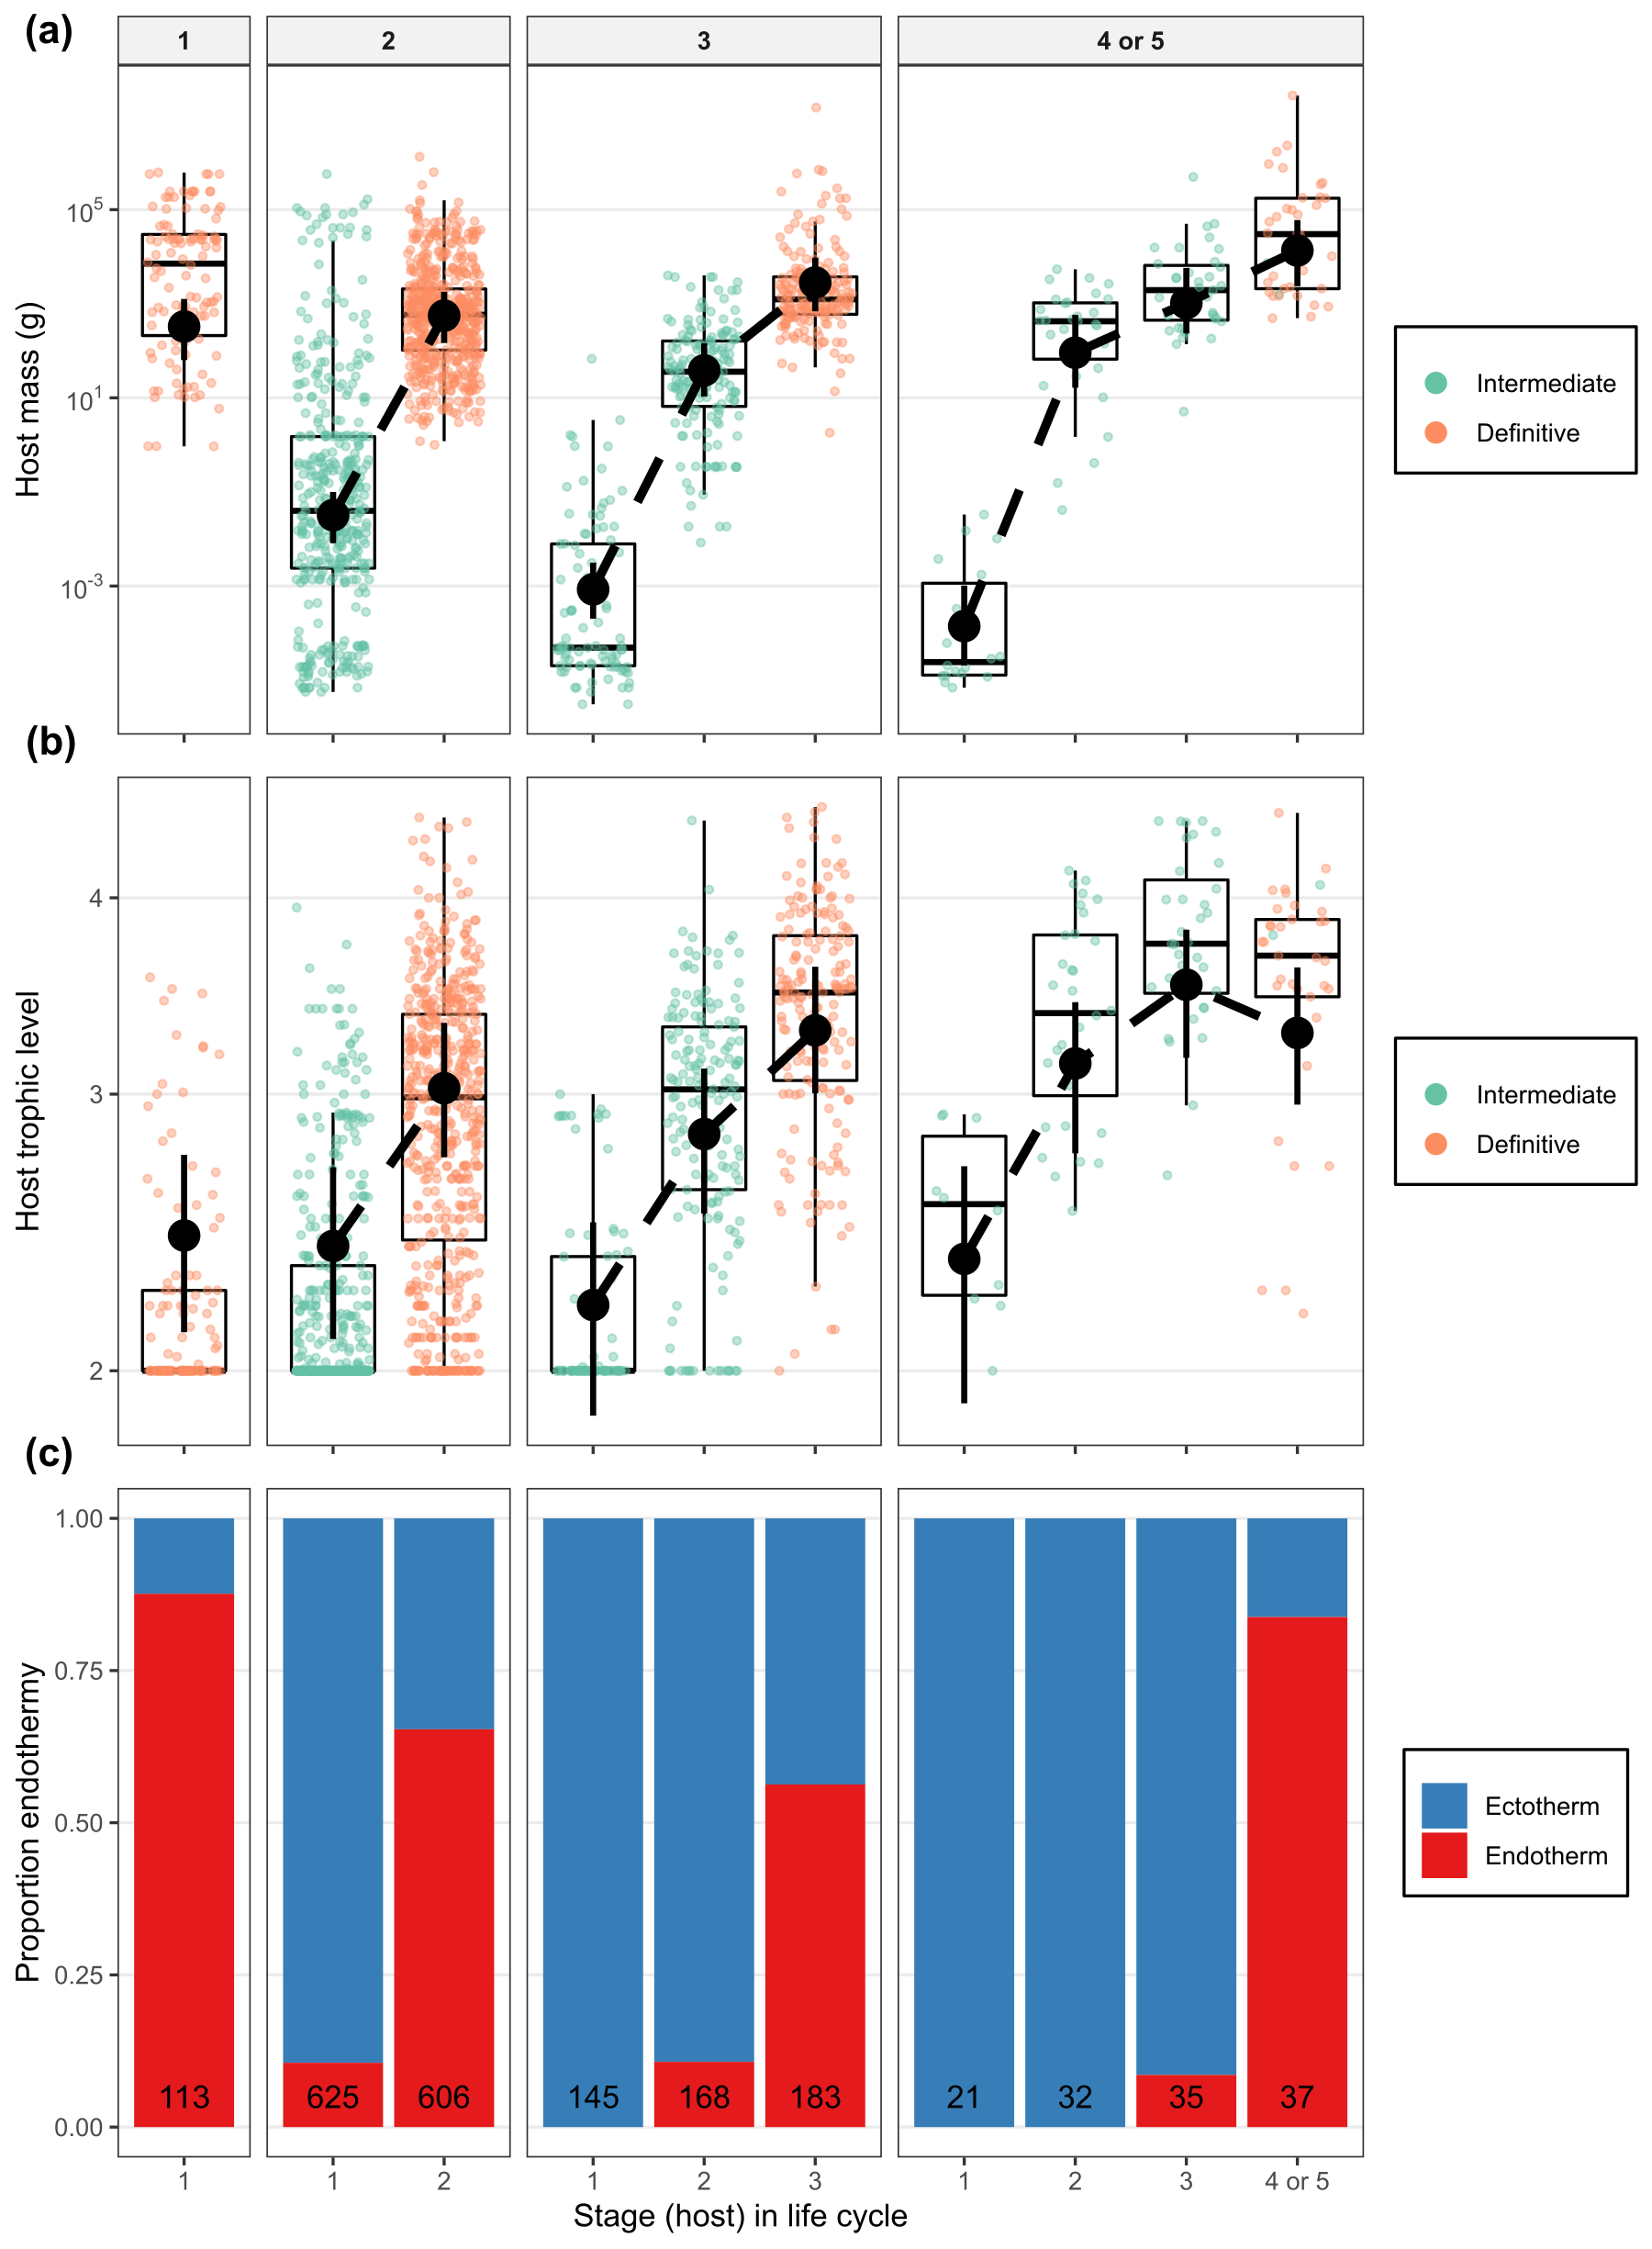 (a)
1 2 3 4 or 5
Host mass (g)
10^5
10^1
10^-3
Intermediate
Definitive
(b)
Host trophic level
4
3
2
Intermediate
Definitive
(c)
Proportion endothermy
1.00
0.75
0.50
0.25
0.00
113 625 606 145 168 183 21 32 35 37
Ectotherm
Endotherm
1 1 2 1 2 3 1 2 3 4 or 5
Stage (host) in life cycle